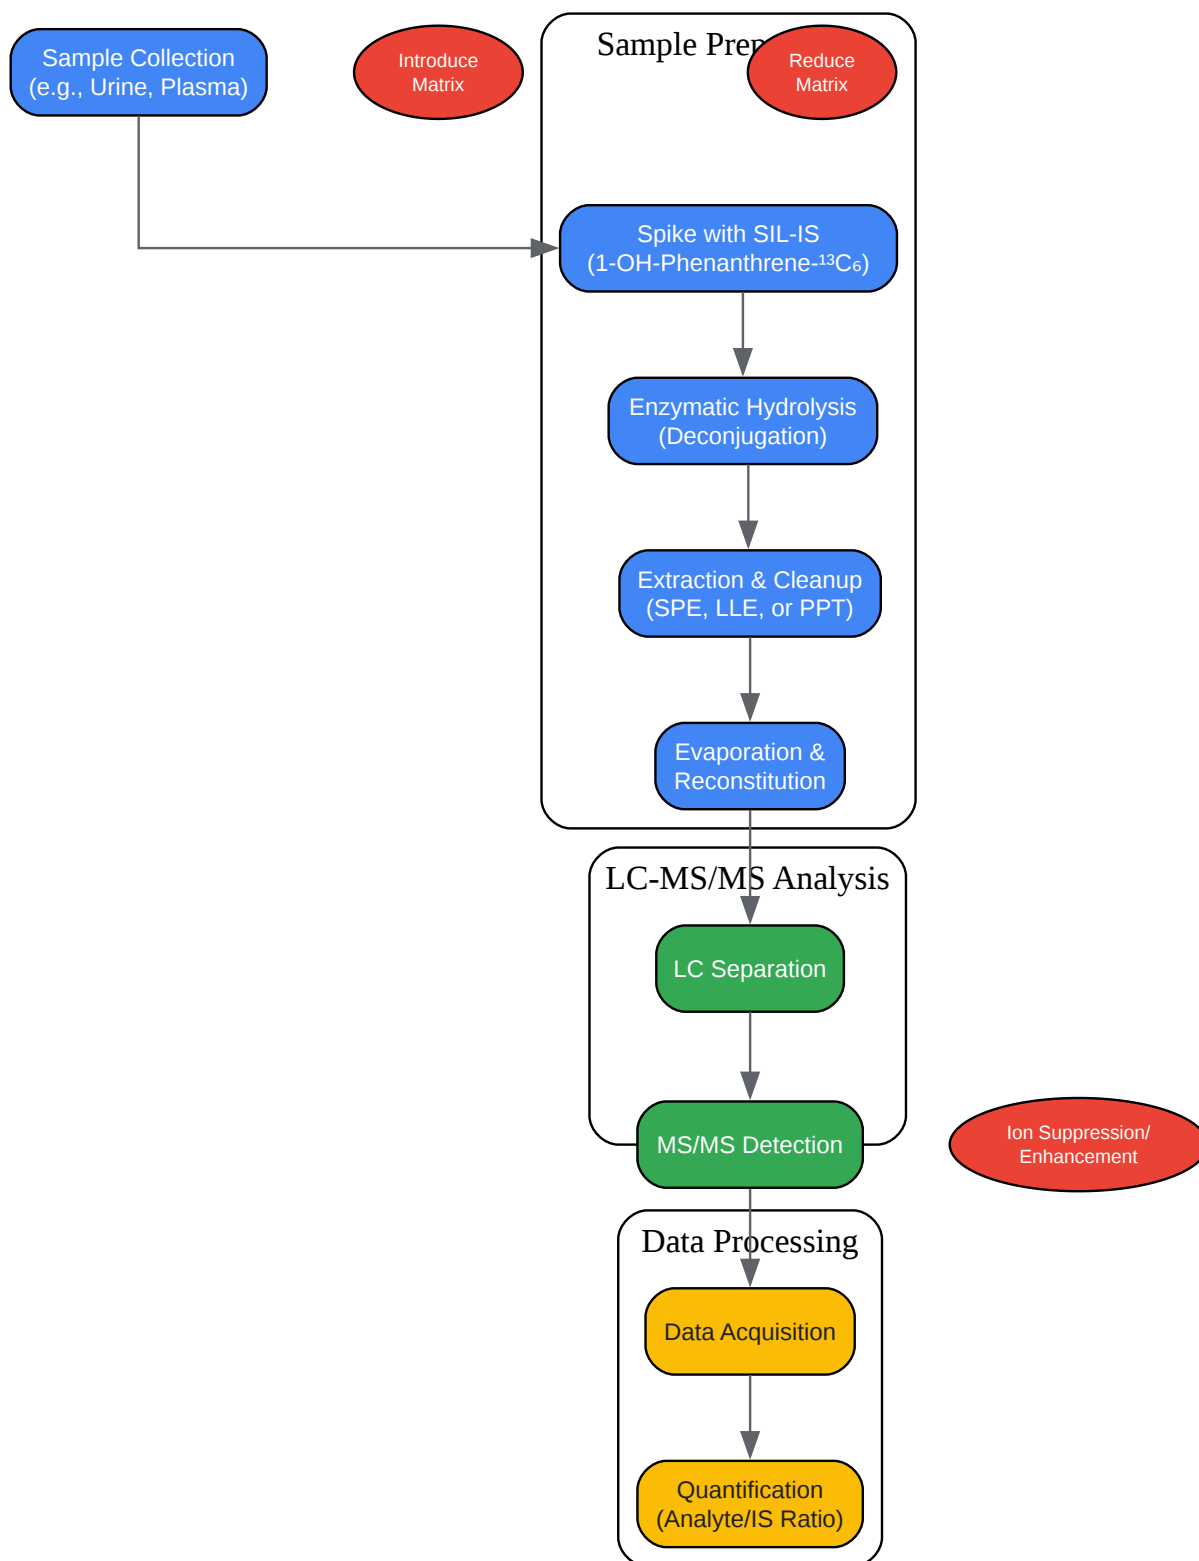 Sample Collection
(e.g., Urine, Plasma)
Introduce
Matrix
Sample
Reduce
Matrix
Spike with SIL-IS
(1-OH-Phenanthrene-¹³C₆)
Enzymatic Hydrolysis
(Deconjugation)
Extraction & Cleanup
(SPE, LLE, or PPT)
Evaporation &
Reconstitution
LC-MS/MS Analysis
LC Separation
MS/MS Detection
Ion Suppression/
Enhancement
Data Processing
Data Acquisition
Quantification
(Analyte/IS Ratio)